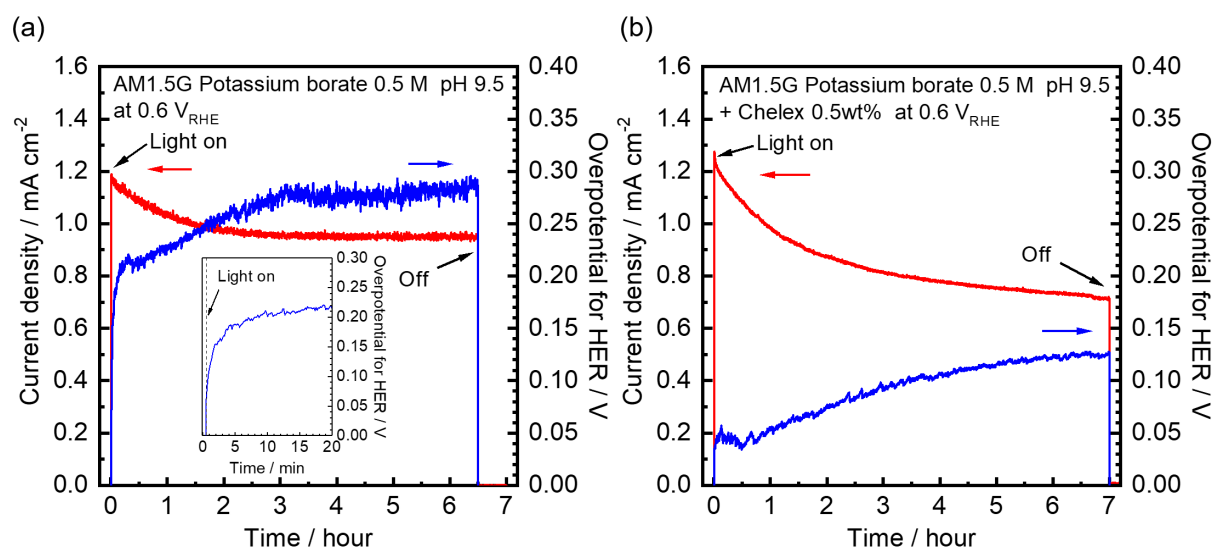 (a)
AM1.5G Potassium borate 0.5 M pH 9.5
at 0.6 V_RHE
Light on
Off
Current density / mA cm⁻²
0.0
0.2
0.4
0.6
0.8
1.0
1.2
1.4
1.6
Overpotential for HER / V
0.00
0.05
0.10
0.15
0.20
0.25
0.30
0.35
0.40
Time / hour
0 1 2 3 4 5 6 7
Light on
Overpotential for HER / V
0.00
0.05
0.10
0.15
0.20
0.25
0.30
0 5 10 15 20
Time / min
(b)
AM1.5G Potassium borate 0.5 M pH 9.5
+ Chelex 0.5wt% at 0.6 V_RHE
Light on
Off
Current density / mA cm⁻²
0.0
0.2
0.4
0.6
0.8
1.0
1.2
1.4
1.6
Overpotential for HER / V
0.00
0.05
0.10
0.15
0.20
0.25
0.30
0.35
0.40
Time / hour
0 1 2 3 4 5 6 7